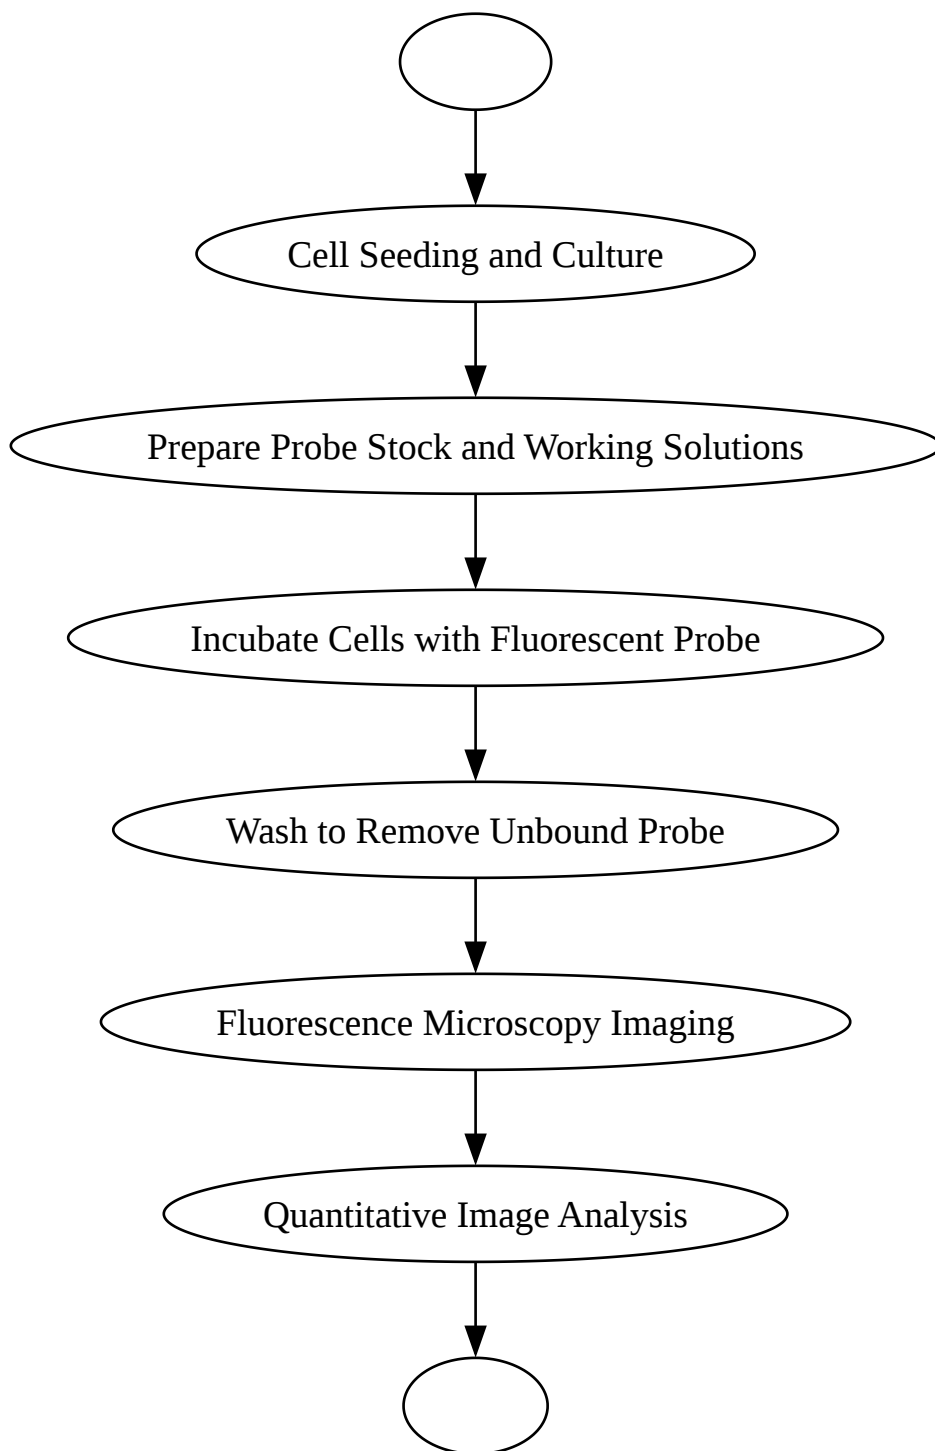 Cell Seeding and Culture
Prepare Probe Stock and Working Solutions
Incubate Cells with Fluorescent Probe
Wash to Remove Unbound Probe
Fluorescence Microscopy Imaging
Quantitative Image Analysis